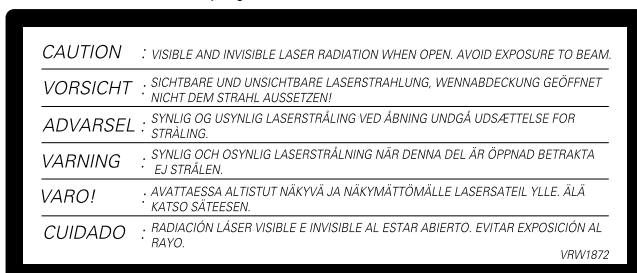 CAUTION : VISIBLE AND INVISIBLE LASER RADIATION WHEN OPEN. AVOID EXPOSURE TO BEAM.
VORSICHT : SICHTBARE UND UNSICHTBARE LASERSTRAHLUNG, WENNABDECKUNG GEÖFFNET
NICHT DEM STRAHL AUSSETZEN!
ADVARSEL : SYNLIG OG USYNLIG LASERSTRÅLING VED ÅBNING UNDGÅ UDSÆTTELSE FOR
STRÅLING.
VARNING : SYNLIG OCH OSYNLIG LASERSTRÅLNING NÄR DENNA DEL ÄR ÖPPNAD BETRAKTA
EJ STRÅLEN.
VARO! : AVATTAESSA ALTISTUT NÄKYVÄ JA NÄKYMÄTTÖMÄLLE LASERSATEIL YLLE. ÄLÄ
KATSO SÄTEESEN.
CUIDADO : RADIACIÓN LÁSER VISIBLE E INVISIBLE AL ESTAR ABIERTO. EVITAR EXPOSICIÓN AL
RAYO.
VRW1872